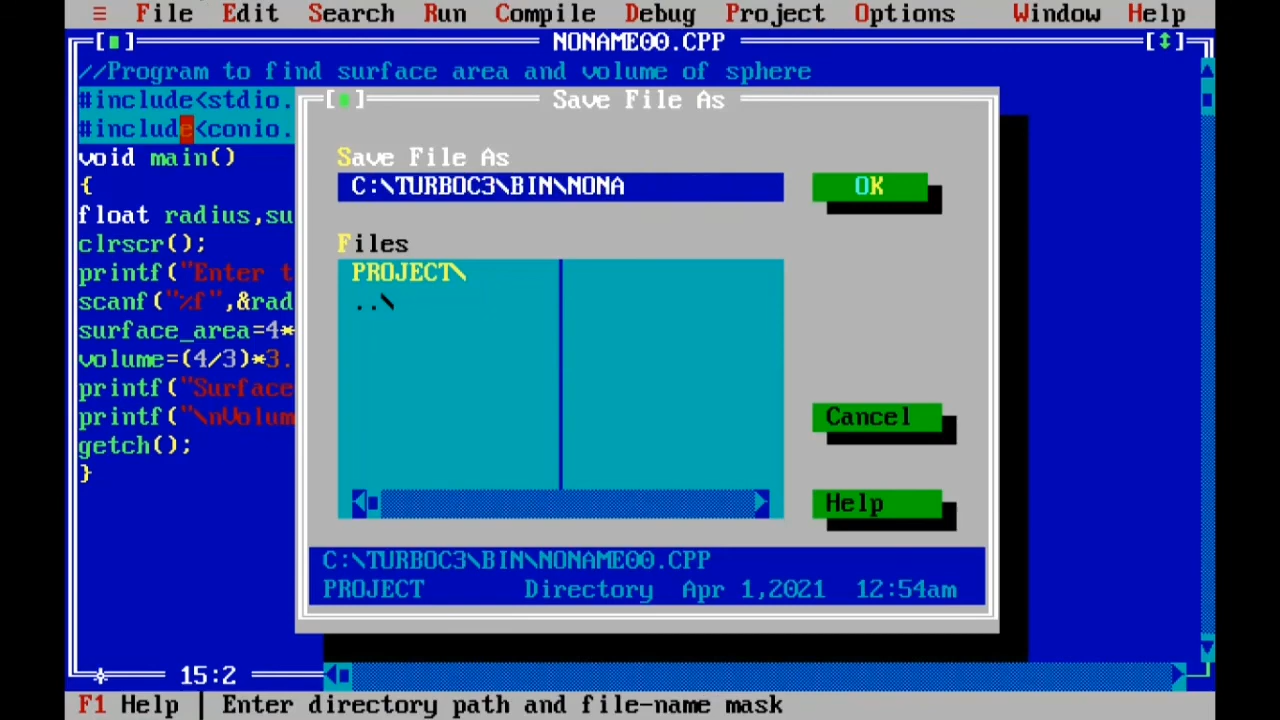 ≡ File Edit Search Run Compile Debug Project Options Window Help
NONAME00.CPP
//Program to find surface area and volume of sphere
#include<stdio.
#include<conio.
void main()
{
float radius,su
clrscr();
printf("Enter t
scanf("%f",&rad
surface_area=4*
volume=(4/3)*3.
printf("Surface
printf("\nVolum
getch();
}
Save File As
Save File As
C:\TURBOC3\BIN\NONA
OK
Files
PROJECT\
..\
Cancel
Help
C:\TURBOC3\BIN\NONAME00.CPP
PROJECT Directory Apr 1,2021 12:54am
15:2
F1 Help │ Enter directory path and file-name mask